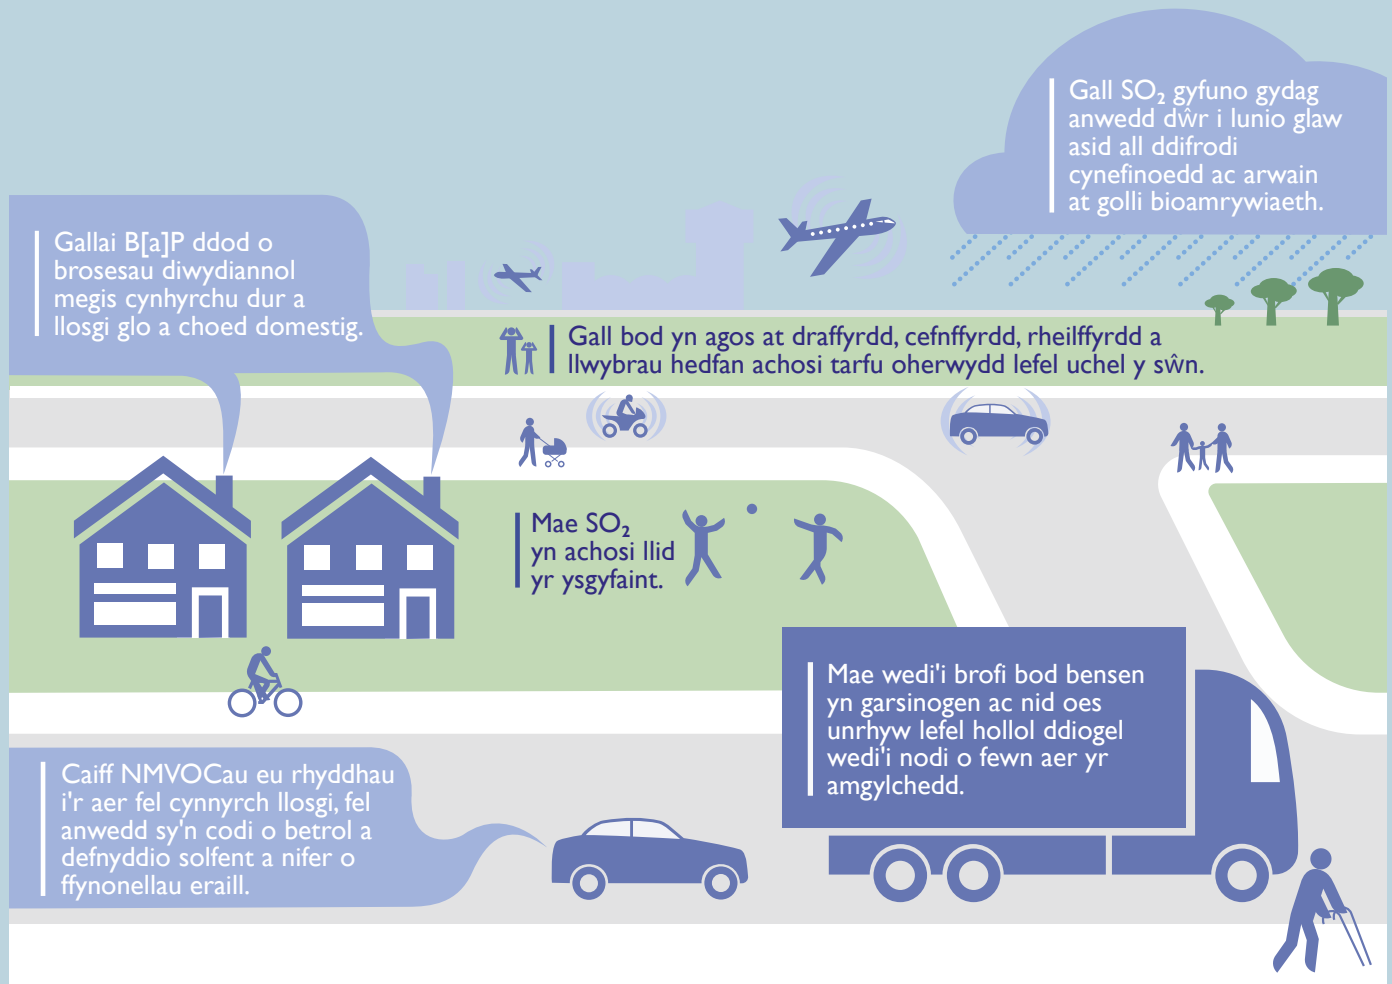 Gall SO₂ gyfuno gydag
anwedd dŵr i lunio glaw
asid all ddifrodi
cynefinoedd ac arwain
at golli bioamrywiaeth.
Gallai B[a]P ddod o
brosesau diwydiannol
megis cynhyrchu dur a
llosgi glo a choed domestig.
Gall bod yn agos at draffyrdd, cefnffyrdd, rheilffyrdd a
llwybrau hedfan achosi tarfu oherwydd lefel uchel y sŵn.
Mae SO₂
yn achosi llid
yr ysgyfaint.
Mae wedi'i brofi bod bensen
yn garsinogen ac nid oes
unrhyw lefel hollol ddiogel
wedi'i nodi o fewn aer yr
amgylchedd.
Caiff NMVOCau eu rhyddhau
i'r aer fel cynnyrch llosgi, fel
anwedd sy'n codi o betrol a
defnyddio solfent a nifer o
ffynonellau eraill.